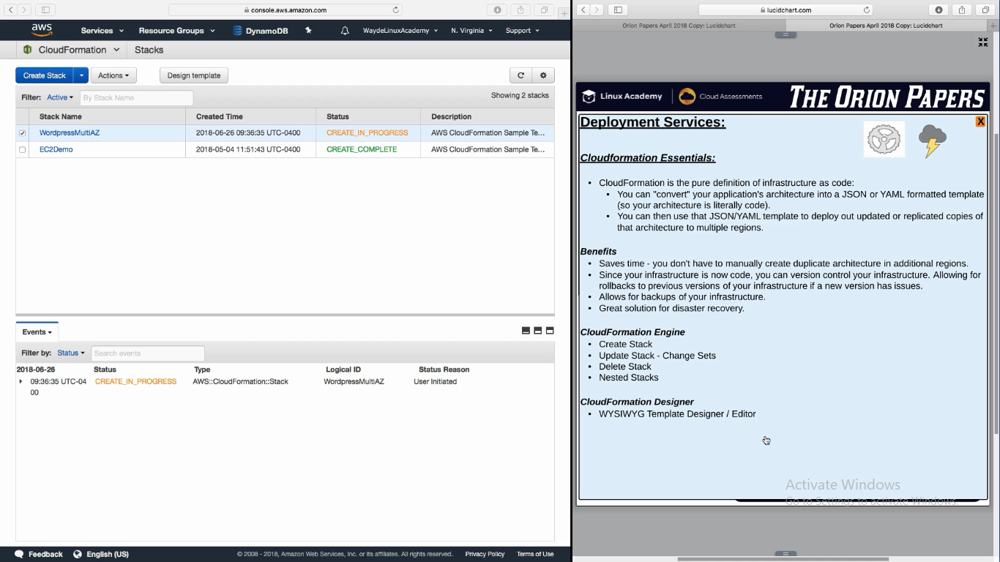 console.aws.amazon.com
aws
Services
Resource Groups
DynamoDB
WaydeLinuxAcademy
N. Virginia
Support
CloudFormation
Stacks
Create Stack
Actions
Design template
Filter: Active
By Stack Name
Showing 2 stacks
Stack Name Created Time Status Description
WordpressMultiAZ 2018-06-26 09:36:35 UTC-0400 CREATE_IN_PROGRESS AWS CloudFormation Sample Te...
EC2Demo 2018-05-04 11:51:43 UTC-0400 CREATE_COMPLETE AWS CloudFormation Sample Te...
Events
Filter by: Status
Search events
2018-06-26 Status Type Logical ID Status Reason
09:36:35 UTC-04 CREATE_IN_PROGRESS AWS::CloudFormation::Stack WordpressMultiAZ User Initiated
00
Feedback
English (US)
© 2008 - 2018, Amazon Web Services, Inc. or its affiliates. All rights reserved.
Privacy Policy
Terms of Use
lucidchart.com
Orion Papers April 2018 Copy: Lucidchart
Orion Papers April 2018 Copy: Lucidchart
Linux Academy
Cloud Assessments
THE ORION PAPERS
Deployment Services:
X
Cloudformation Essentials:
• CloudFormation is the pure definition of infrastructure as code:
• You can "convert" your application's architecture into a JSON or YAML formatted template
(so your architecture is literally code).
• You can then use that JSON/YAML template to deploy out updated or replicated copies of
that architecture to multiple regions.
Benefits
• Saves time - you don't have to manually create duplicate architecture in additional regions.
• Since your infrastructure is now code, you can version control your infrastructure. Allowing for
rollbacks to previous versions of your infrastructure if a new version has issues.
• Allows for backups of your infrastructure.
• Great solution for disaster recovery.
CloudFormation Engine
• Create Stack
• Update Stack - Change Sets
• Delete Stack
• Nested Stacks
CloudFormation Designer
• WYSIWYG Template Designer / Editor
Activate Windows
Go to Settings to activate Windows.